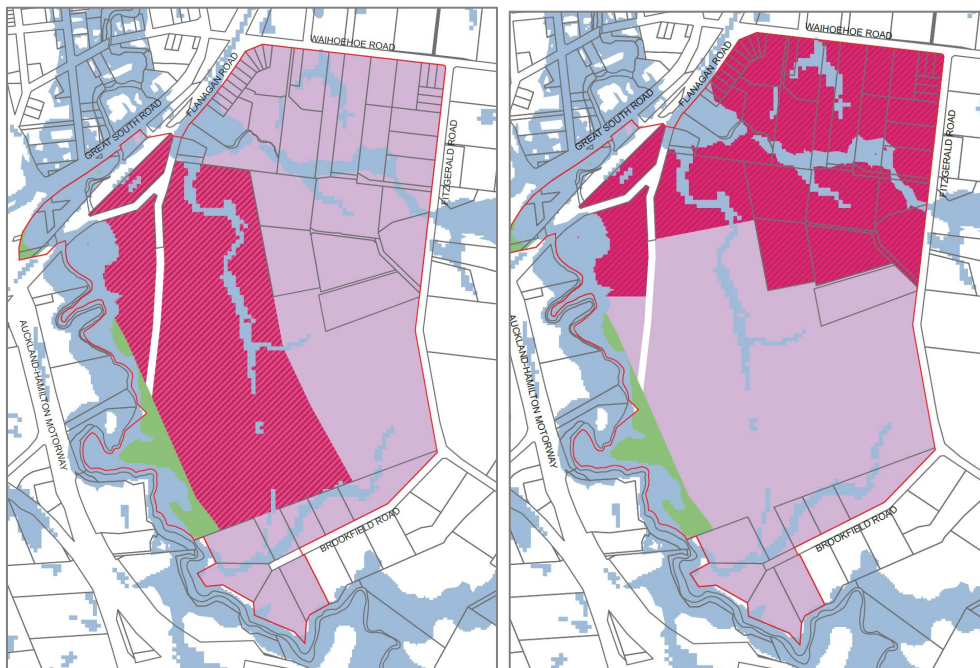 WAIHOEHOE ROAD
FLANAGAN ROAD
GREAT SOUTH ROAD
FITZGERALD ROAD
AUCKLAND-HAMILTON MOTORWAY
BROOKFIELD ROAD
WAIHOEHOE ROAD
FLANAGAN ROAD
GREAT SOUTH ROAD
FITZGERALD ROAD
AUCKLAND-HAMILTON MOTORWAY
BROOKFIELD ROAD